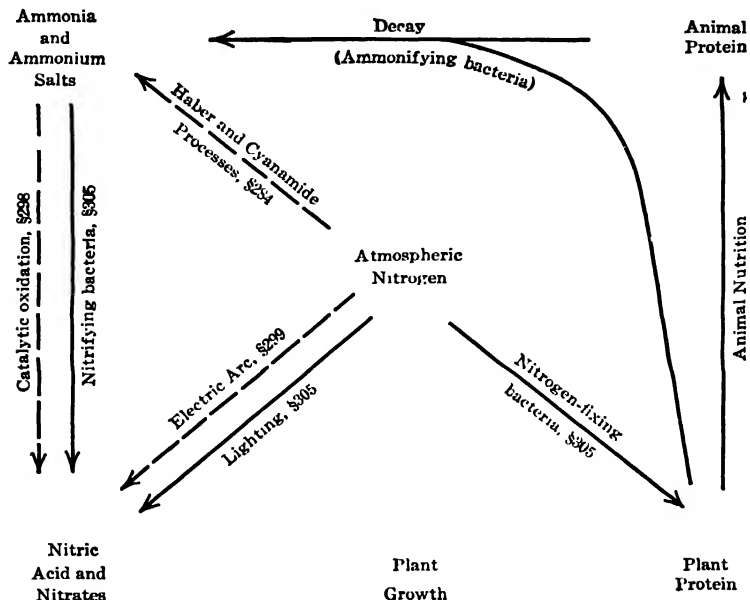 Ammonia
and
Ammonium
Salts
Decay
(Ammonifying bacteria)
Animal
Protein
Haber and Cyanamide
Processes, §284
Catalytic oxidation, §298
Nitrifying bacteria, §305
Atmospheric
Nitrogen
Animal Nutrition
Electric Arc, §299
Lighting, §305
Nitrogen-fixing
bacteria, §305
Nitric
Acid and
Nitrates
Plant
Growth
Plant
Protein